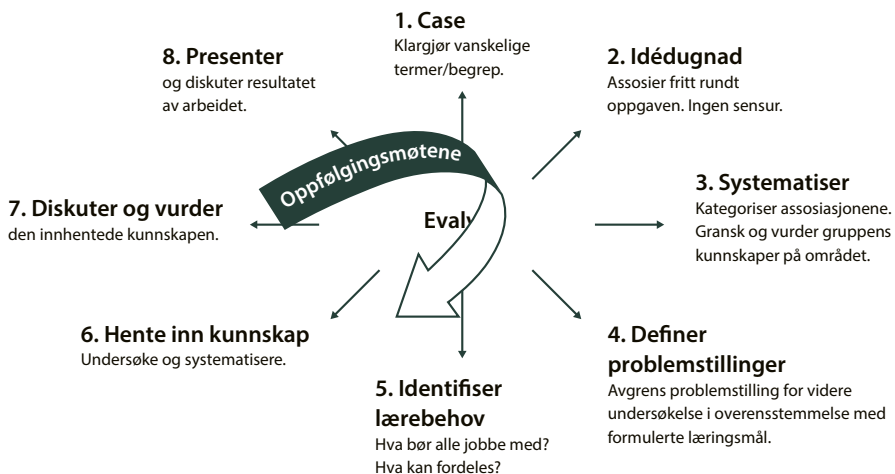 1. Case
Klargjør vanskelige
termer/begrep.
2. Idédugnad
Assosier fritt rundt
oppgaven. Ingen sensur.
3. Systematiser
Kategoriser assosiasjonene.
Gransk og vurder gruppens
kunnskaper på området.
4. Definer
problemstillinger
Avgrens problemstilling for videre
undersøkelse i overensstemmelse med
formulerte læringsmål.
5. Identifiser
lærebehov
Hva bør alle jobbe med?
Hva kan fordeles?
6. Hente inn kunnskap
Undersøke og systematisere.
7. Diskuter og vurder
den innhentede kunnskapen.
8. Presenter
og diskuter resultatet
av arbeidet.
Oppfølgingsmøtene